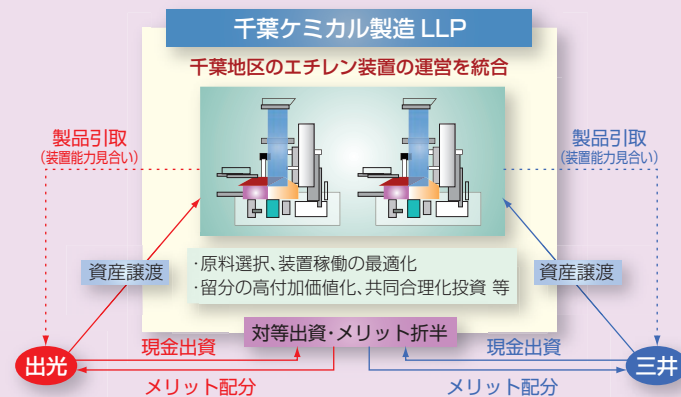 千葉ケミカル製造 LLP
千葉地区のエチレン装置の運営を統合
製品引取
(装置能力見合い)
製品引取
(装置能力見合い)
資産譲渡
資産譲渡
・原料選択、装置稼働の最適化
・留分の高付加価値化、共同合理化投資 等
対等出資・メリット折半
出光
現金出資
現金出資
三井
メリット配分
メリット配分